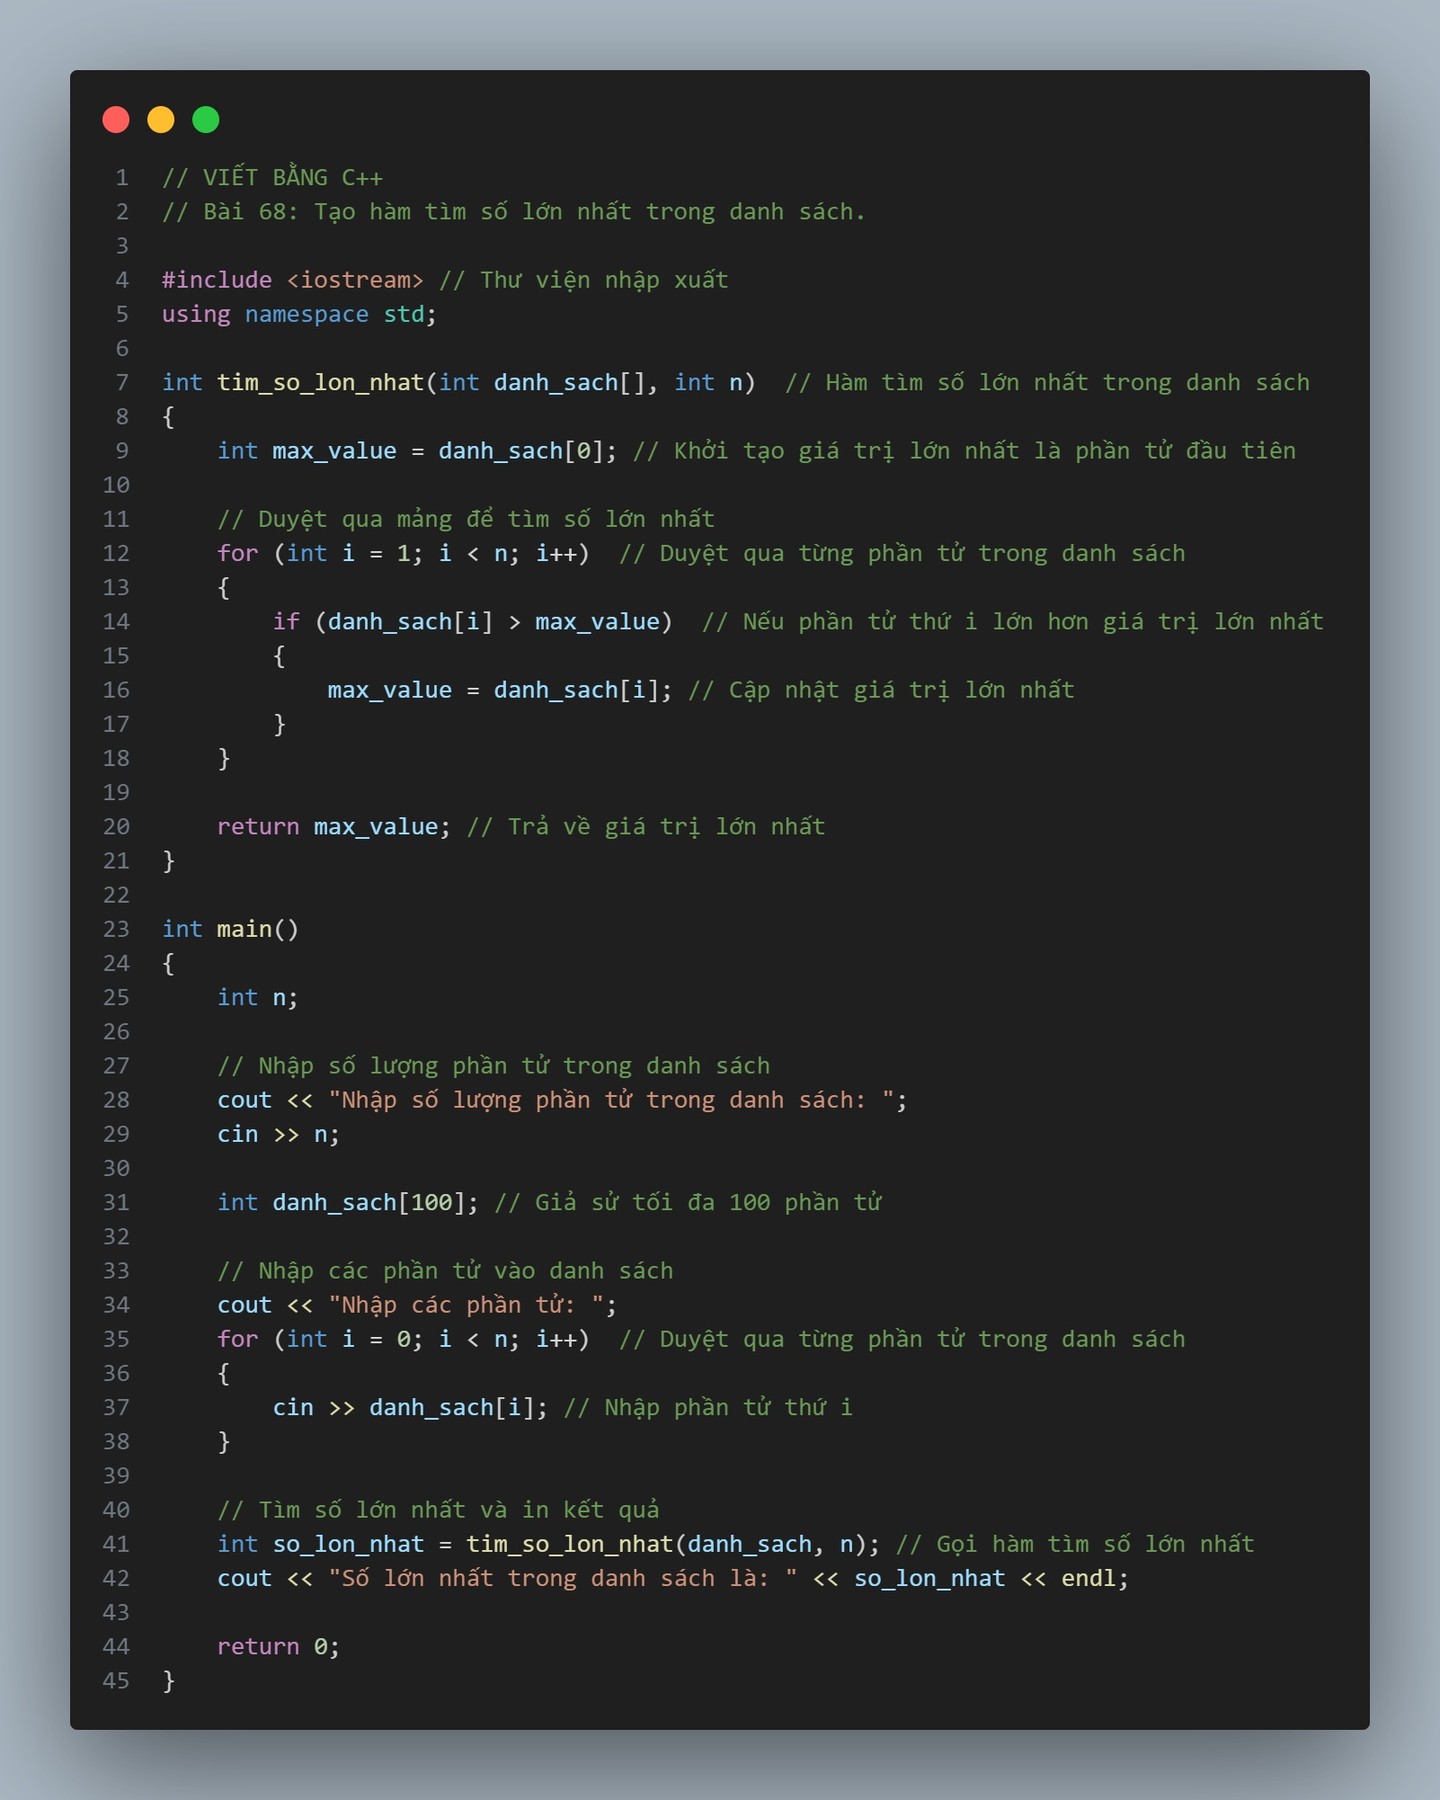 1 // VIẾT BẰNG C++
2 // Bài 68: Tạo hàm tìm số lớn nhất trong danh sách.
3
4 #include <iostream> // Thư viện nhập xuất
5 using namespace std;
6
7 int tim_so_lon_nhat(int danh_sach[], int n)  // Hàm tìm số lớn nhất trong danh sách
8 {
9     int max_value = danh_sach[0]; // Khởi tạo giá trị lớn nhất là phần tử đầu tiên
10
11     // Duyệt qua mảng để tìm số lớn nhất
12     for (int i = 1; i < n; i++)  // Duyệt qua từng phần tử trong danh sách
13     {
14         if (danh_sach[i] > max_value)  // Nếu phần tử thứ i lớn hơn giá trị lớn nhất
15         {
16             max_value = danh_sach[i]; // Cập nhật giá trị lớn nhất
17         }
18     }
19
20     return max_value; // Trả về giá trị lớn nhất
21 }
22
23 int main()
24 {
25     int n;
26
27     // Nhập số lượng phần tử trong danh sách
28     cout << "Nhập số lượng phần tử trong danh sách: ";
29     cin >> n;
30
31     int danh_sach[100]; // Giả sử tối đa 100 phần tử
32
33     // Nhập các phần tử vào danh sách
34     cout << "Nhập các phần tử: ";
35     for (int i = 0; i < n; i++)  // Duyệt qua từng phần tử trong danh sách
36     {
37         cin >> danh_sach[i]; // Nhập phần tử thứ i
38     }
39
40     // Tìm số lớn nhất và in kết quả
41     int so_lon_nhat = tim_so_lon_nhat(danh_sach, n); // Gọi hàm tìm số lớn nhất
42     cout << "Số lớn nhất trong danh sách là: " << so_lon_nhat << endl;
43
44     return 0;
45 }